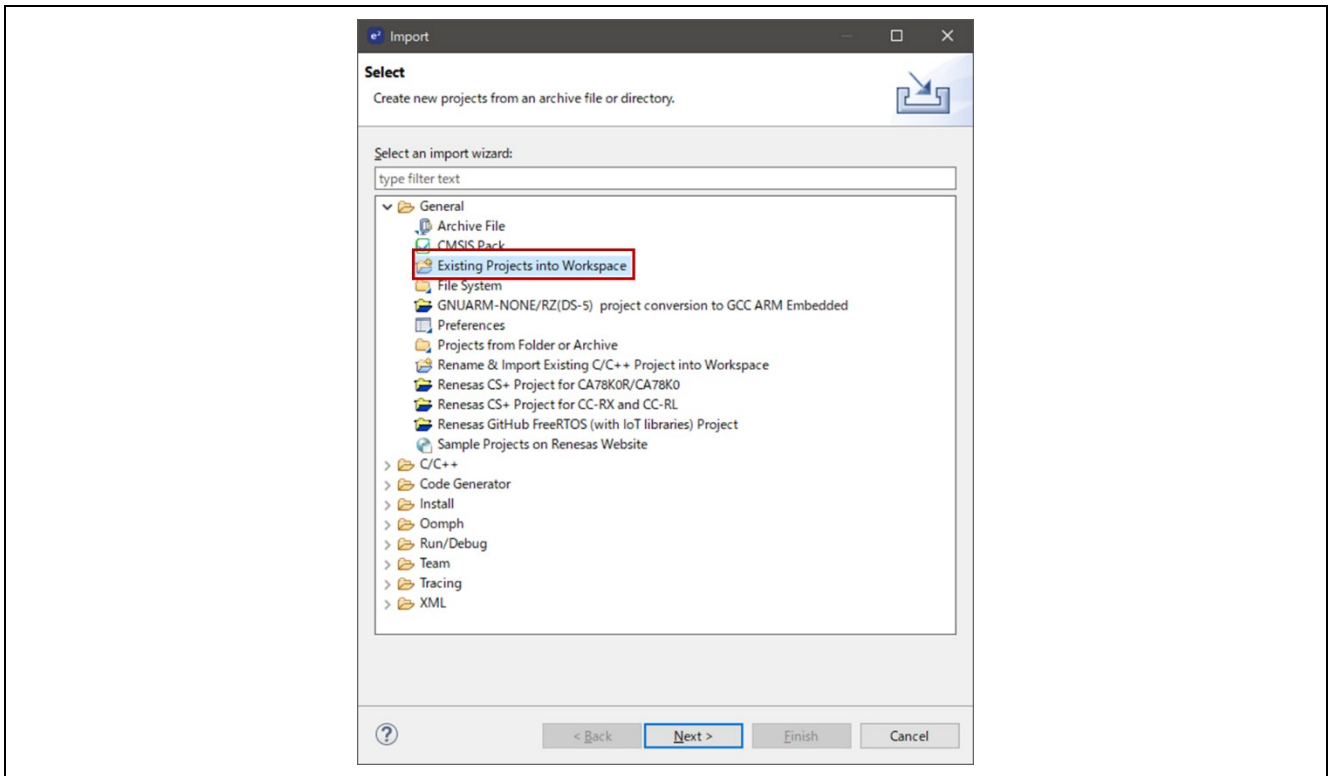 e² Import
Select
Create new projects from an archive file or directory.
Select an import wizard:
type filter text
General
Archive File
CMSIS Pack
Existing Projects into Workspace
File System
GNUARM-NONE/RZ(DS-5) project conversion to GCC ARM Embedded
Preferences
Projects from Folder or Archive
Rename & Import Existing C/C++ Project into Workspace
Renesas CS+ Project for CA78K0R/CA78K0
Renesas CS+ Project for CC-RX and CC-RL
Renesas GitHub FreeRTOS (with IoT libraries) Project
Sample Projects on Renesas Website
C/C++
Code Generator
Install
Oomph
Run/Debug
Team
Tracing
XML
? < Back Next > Finish Cancel